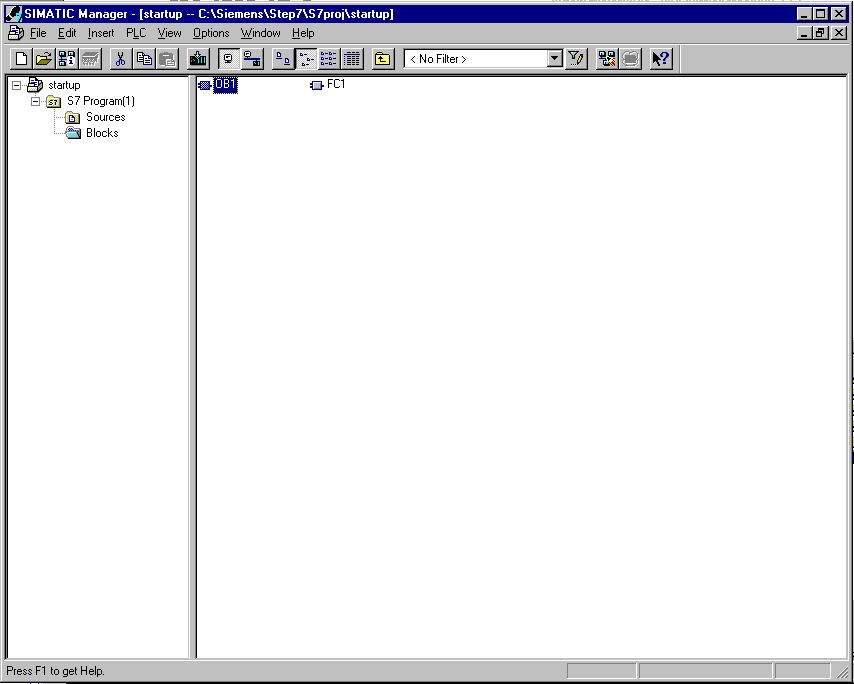 SIMATIC Manager - [startup -- C:\Siemens\Step7\S7proj\startup]
File Edit Insert PLC View Options Window Help
< No Filter >
startup
S7 Program(1)
Sources
Blocks
OB1 FC1
Press F1 to get Help.